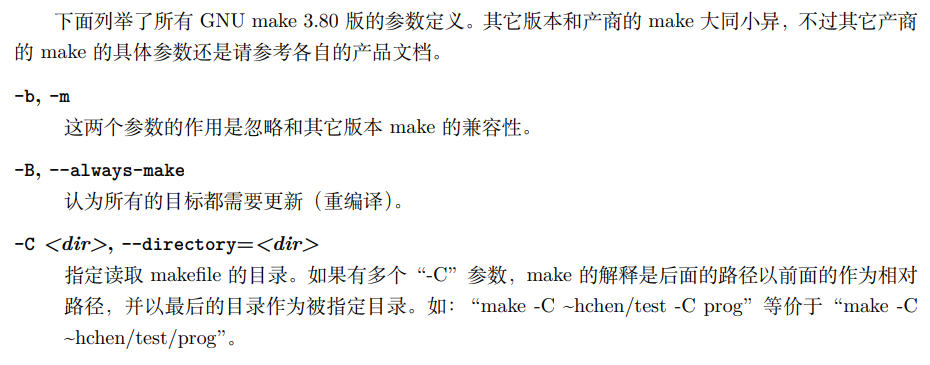 下面列举了所有 GNU make 3.80 版的参数定义。其它版本和产商的 make 大同小异，不过其它产商
的 make 的具体参数还是请参考各自的产品文档。
-b, -m
这两个参数的作用是忽略和其它版本 make 的兼容性。
-B, --always-make
认为所有的目标都需要更新（重编译）。
-C <dir>, --directory=<dir>
指定读取 makefile 的目录。如果有多个“-C”参数，make 的解释是后面的路径以前面的作为相对
路径，并以最后的目录作为被指定目录。如：“make -C ~hchen/test -C prog”等价于“make -C
~hchen/test/prog”。